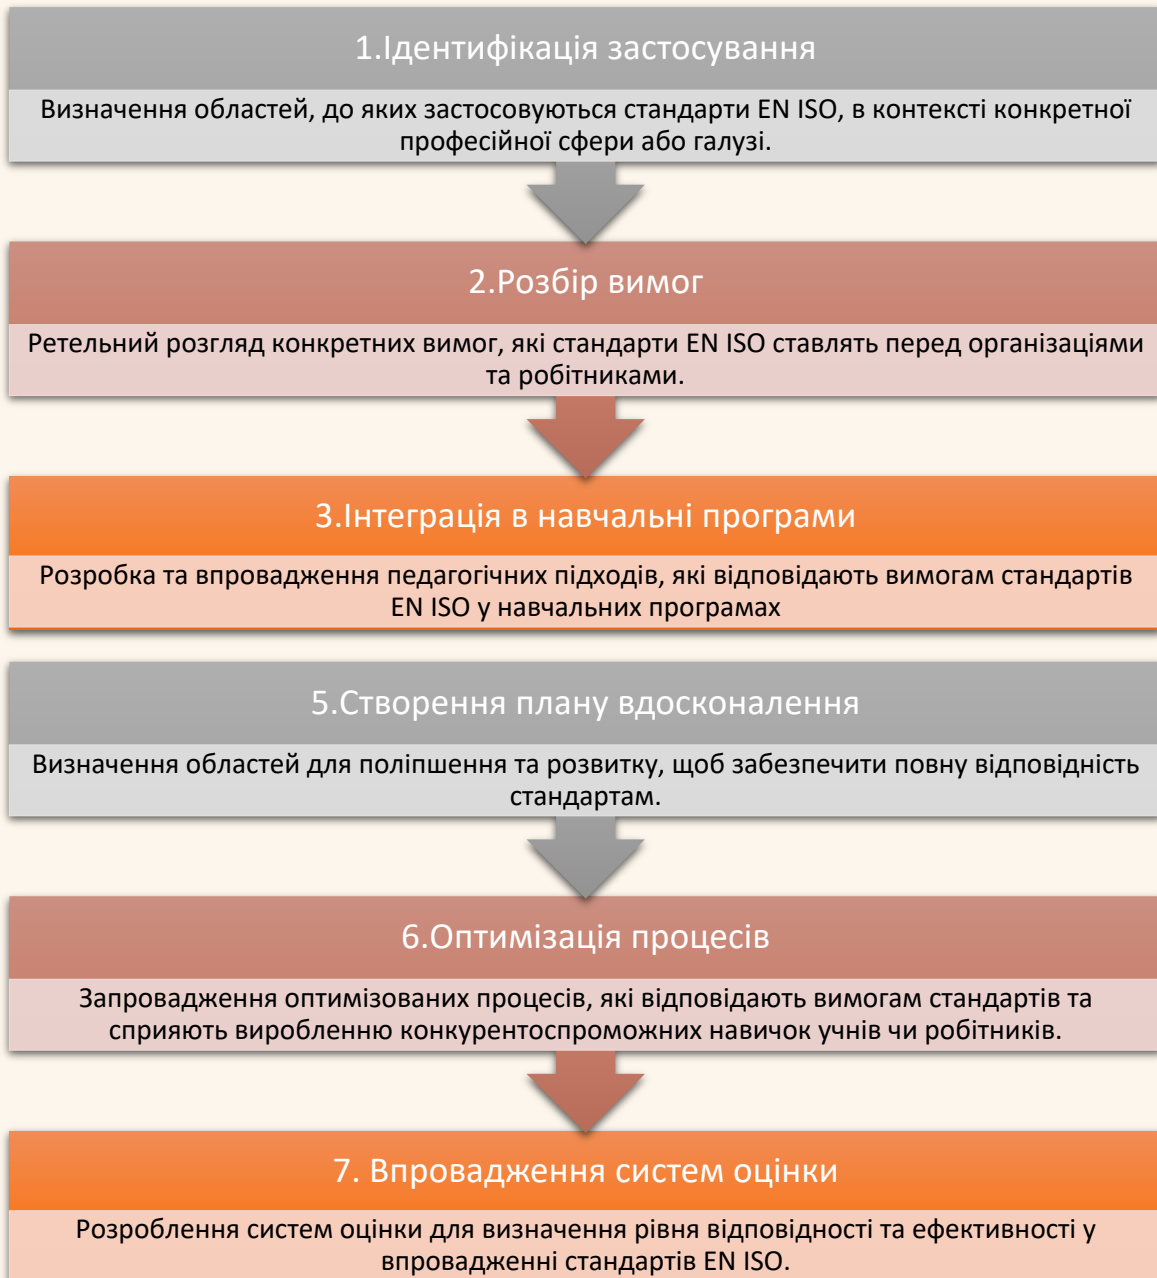 1.Ідентифікація застосування
Визначення областей, до яких застосовуються стандарти EN ISO, в контексті конкретної
професійної сфери або галузі.
2.Розбір вимог
Ретельний розгляд конкретних вимог, які стандарти EN ISO ставлять перед організаціями
та робітниками.
3.Інтеграція в навчальні програми
Розробка та впровадження педагогічних підходів, які відповідають вимогам стандартів
EN ISO у навчальних програмах
5.Створення плану вдосконалення
Визначення областей для поліпшення та розвитку, щоб забезпечити повну відповідність
стандартам.
6.Оптимізація процесів
Запровадження оптимізованих процесів, які відповідають вимогам стандартів та
сприяють виробленню конкурентоспроможних навичок учнів чи робітників.
7. Впровадження систем оцінки
Розроблення систем оцінки для визначення рівня відповідності та ефективності у
впровадженні стандартів EN ISO.